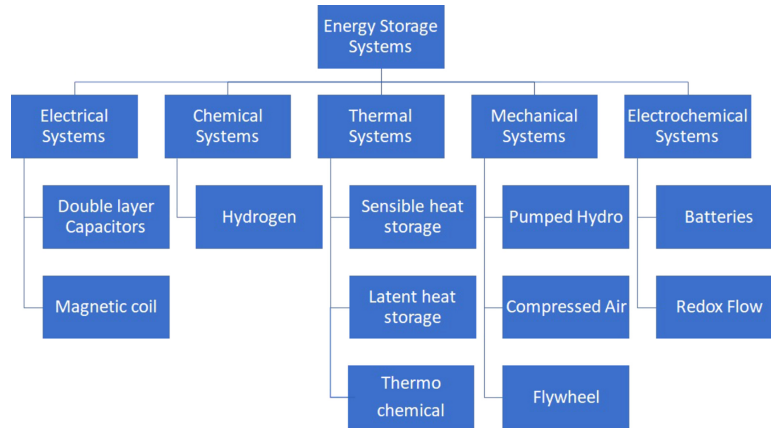 Energy Storage
Systems
Electrical
Systems
Chemical
Systems
Thermal
Systems
Mechanical
Systems
Electrochemical
Systems
Double layer
Capacitors
Hydrogen
Sensible heat
storage
Pumped Hydro
Batteries
Magnetic coil
Latent heat
storage
Compressed Air
Redox Flow
Thermo
chemical
Flywheel